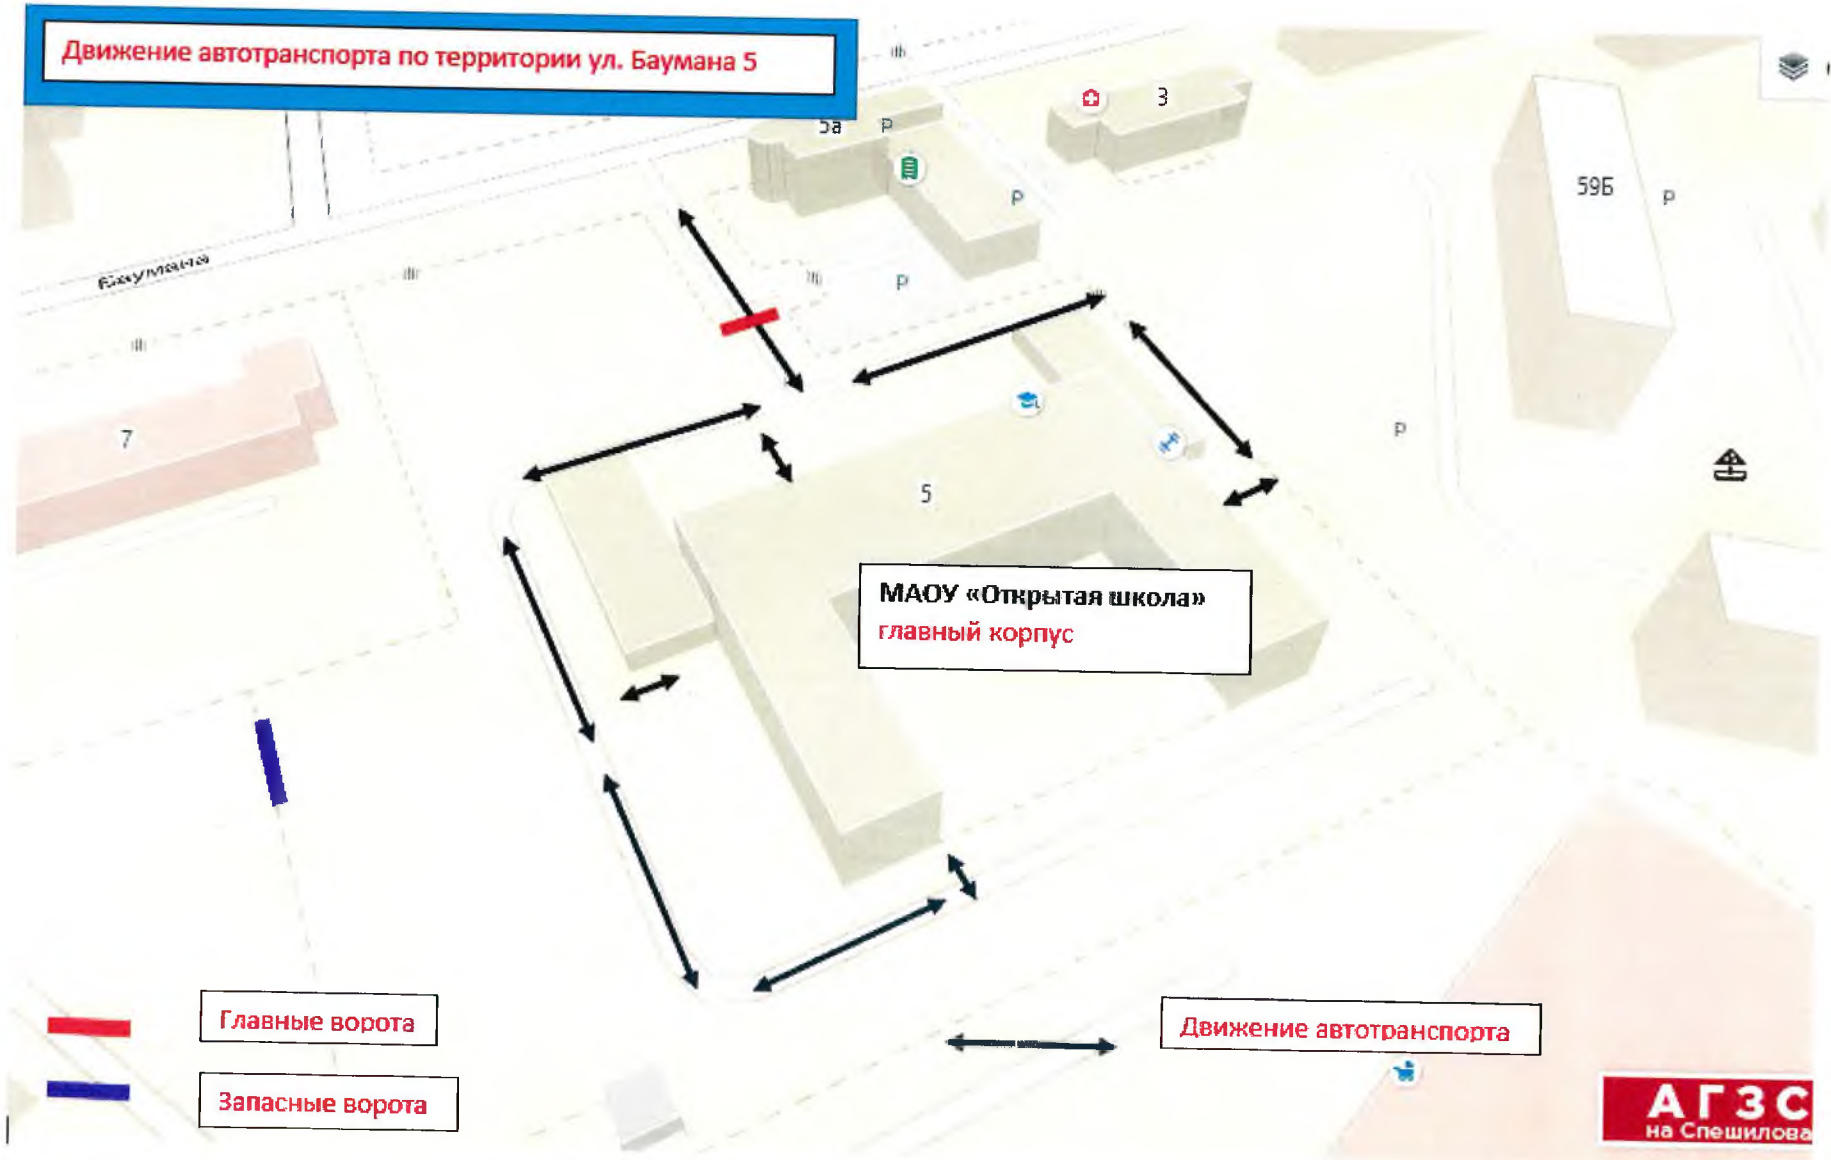 Движение автотранспорта по территории ул. Баумана 5
5а
Р
3
Р
59Б
Р
Баумана
Р
7
Р
5
МАОУ «Открытая школа»
главный корпус
Главные ворота
Движение автотранспорта
Запасные ворота
АГЗС
на Спешилова